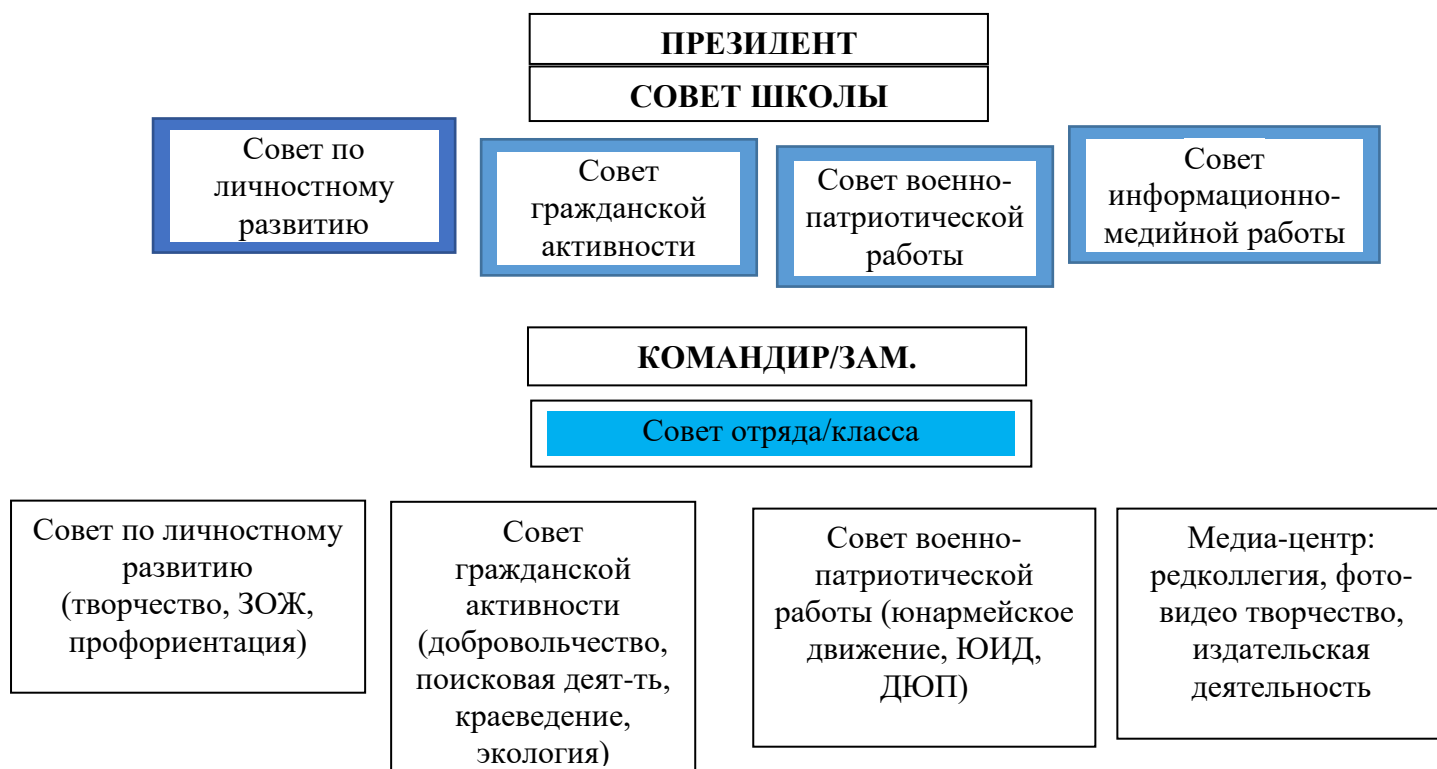 ПРЕЗИДЕНТ
СОВЕТ ШКОЛЫ
Совет по
личностному
развитию
Совет
гражданской
активности
Совет военно-
патриотической
работы
Совет
информационно-
медийной работы
КОМАНДИР/ЗАМ.
Совет отряда/класса
Совет по личностному
развитию
(творчество, ЗОЖ,
профориентация)
Совет
гражданской
активности
(добровольчество,
поисковая деят-ть,
краеведение,
экология)
Совет военно-
патриотической
работы (юнармейское
движение, ЮИД,
ДЮП)
Медиа-центр:
редколлегия, фото-
видео творчество,
издательская
деятельность